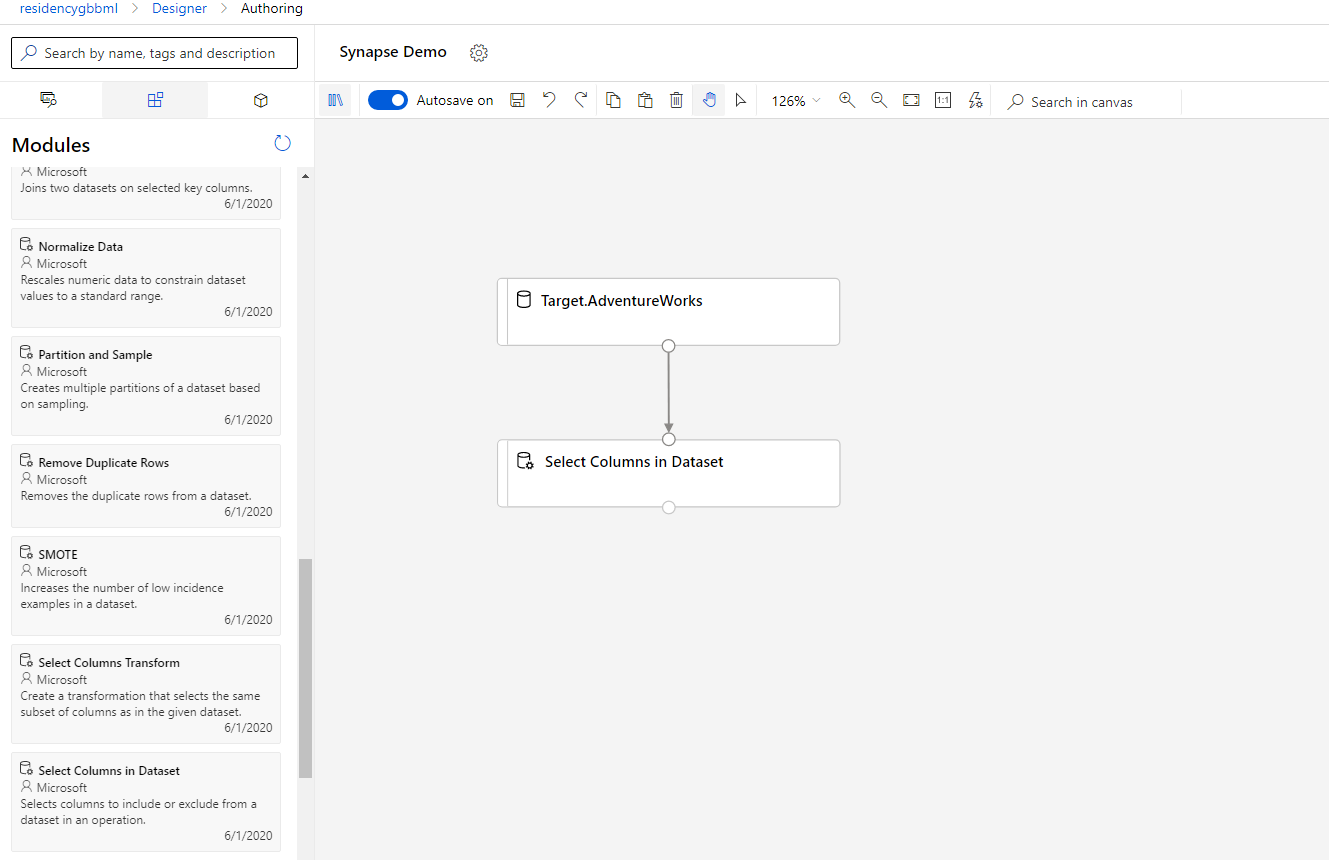 residencygbbml > Designer > Authoring
Search by name, tags and description
Synapse Demo
Autosave on
126%
1:1
Search in canvas
Modules
Microsoft
Joins two datasets on selected key columns.
6/1/2020
Normalize Data
Microsoft
Rescales numeric data to constrain dataset
values to a standard range.
6/1/2020
Partition and Sample
Microsoft
Creates multiple partitions of a dataset based
on sampling.
6/1/2020
Remove Duplicate Rows
Microsoft
Removes the duplicate rows from a dataset.
6/1/2020
SMOTE
Microsoft
Increases the number of low incidence
examples in a dataset.
6/1/2020
Select Columns Transform
Microsoft
Create a transformation that selects the same
subset of columns as in the given dataset.
6/1/2020
Select Columns in Dataset
Microsoft
Selects columns to include or exclude from a
dataset in an operation.
6/1/2020
Target.AdventureWorks
Select Columns in Dataset